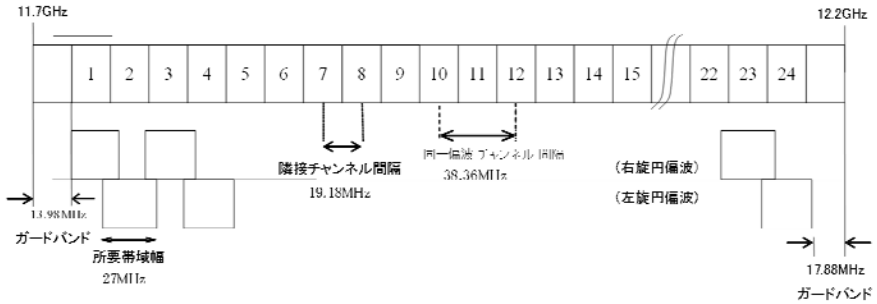 11.7GHz 12.2GHz
1 2 3 4 5 6 7 8 9 10 11 12 13 14 15 22 23 24
隣接チャンネル間隔
19.18MHz
同一偏波チャンネル間隔
38.36MHz
(右旋円偏波)
(左旋円偏波)
13.98MHz
ガードバンド
所要帯域幅
27MHz
17.88MHz
ガードバンド